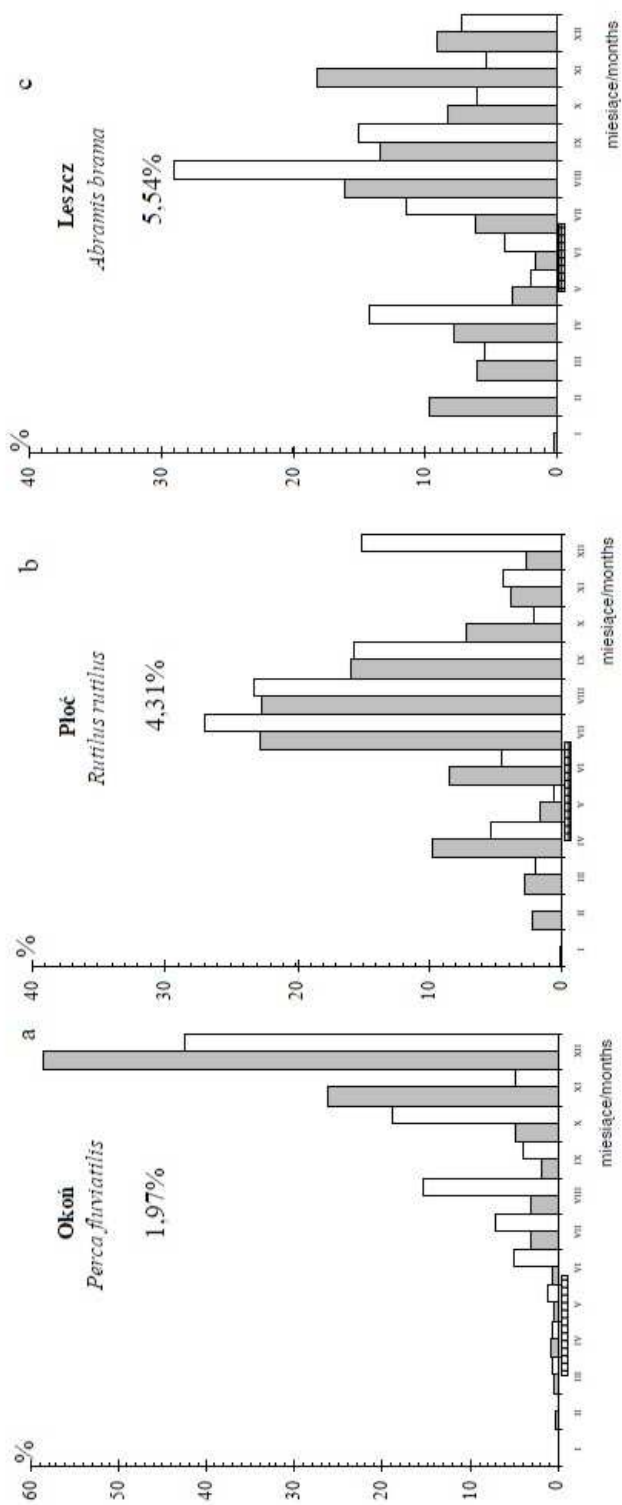 a
%
Okoń
Perca fluviatilis
1,97%
60
50
40
30
20
10
0
I II III IV V VI VII VIII IX X XI XII
miesiące/months
b
%
Płoć
Rutilus rutilus
4,31%
40
30
20
10
0
I II III IV V VI VII VIII IX X XI XII
miesiące/months
c
%
Leszcz
Abramis brama
5,54%
40
30
20
10
0
I II III IV V VI VII VIII IX X XI XII
miesiące/months